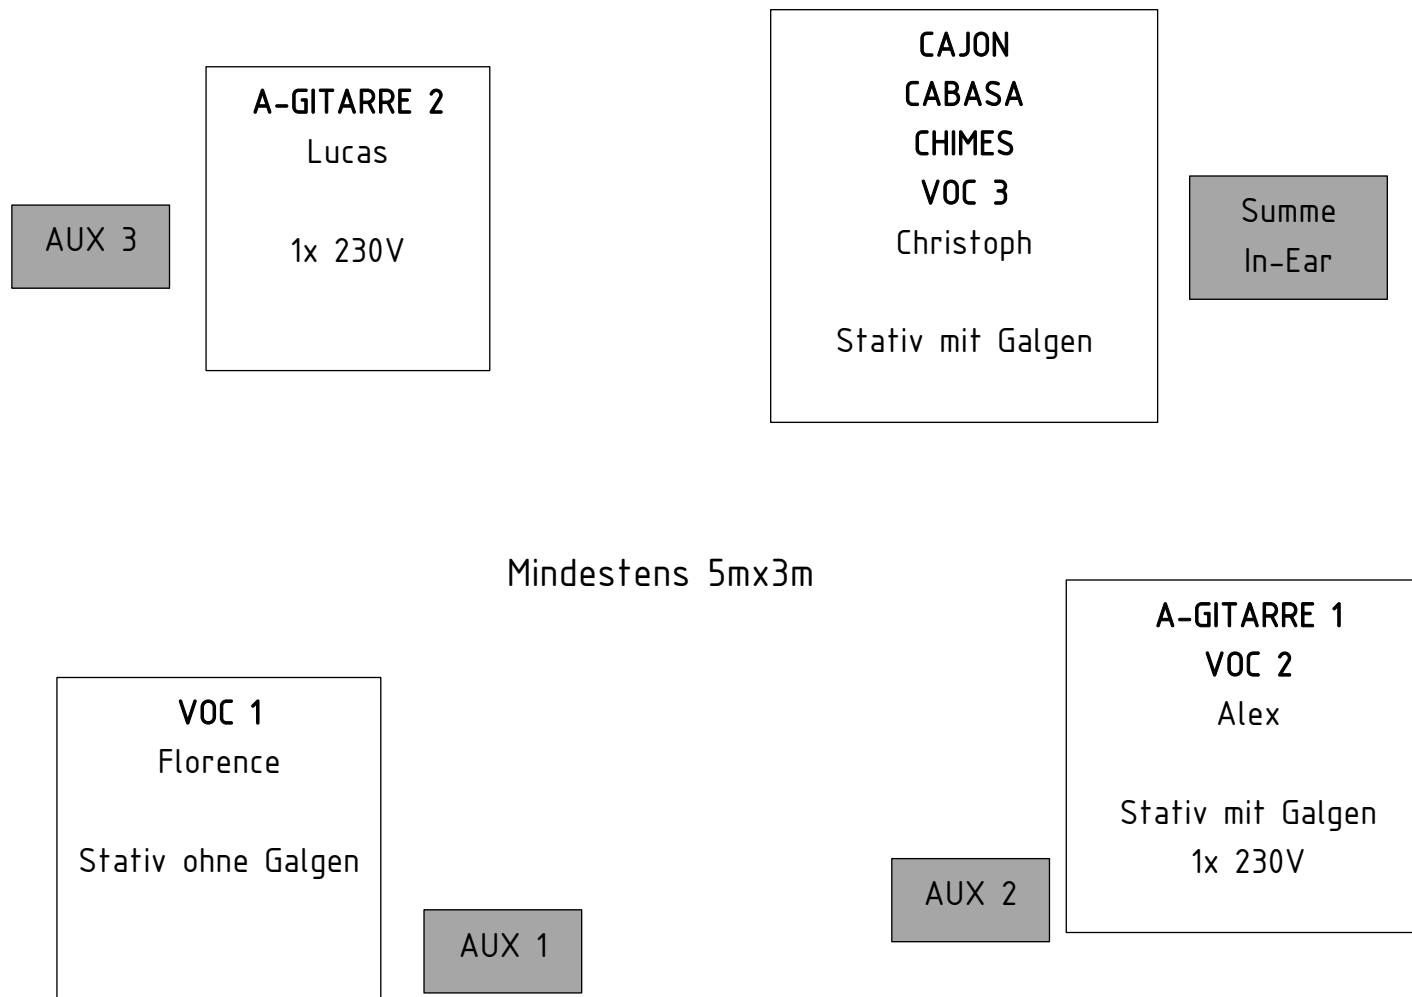 A-GITARRE 2
Lucas
1x 230V
AUX 3
CAJON
CABASA
CHIMES
VOC 3
Christoph
Stativ mit Galgen
Summe
In-Ear
Mindestens 5mx3m
VOC 1
Florence
Stativ ohne Galgen
AUX 1
AUX 2
A-GITARRE 1
VOC 2
Alex
Stativ mit Galgen
1x 230V